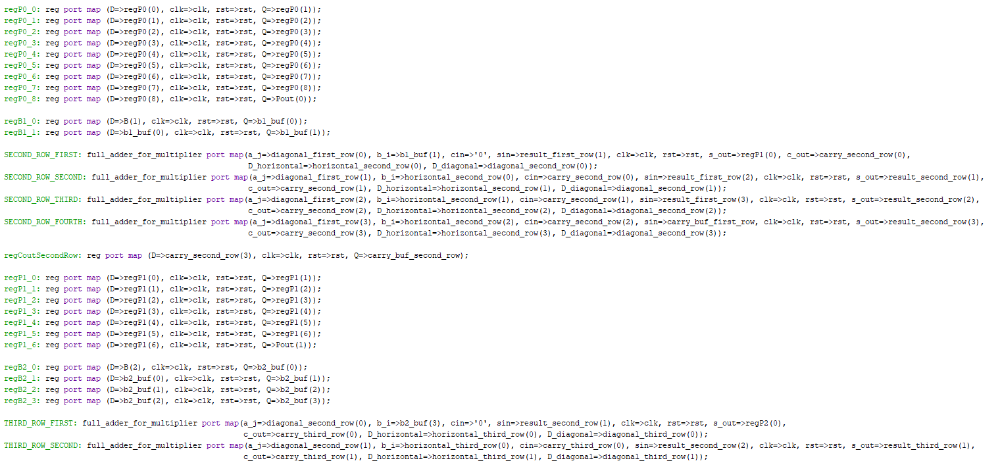 regP0_0: reg port map (D=>regP0(0), clk=>clk, rst=>rst, Q=>regP0(1));
regP0_1: reg port map (D=>regP0(1), clk=>clk, rst=>rst, Q=>regP0(2));
regP0_2: reg port map (D=>regP0(2), clk=>clk, rst=>rst, Q=>regP0(3));
regP0_3: reg port map (D=>regP0(3), clk=>clk, rst=>rst, Q=>regP0(4));
regP0_4: reg port map (D=>regP0(4), clk=>clk, rst=>rst, Q=>regP0(5));
regP0_5: reg port map (D=>regP0(5), clk=>clk, rst=>rst, Q=>regP0(6));
regP0_6: reg port map (D=>regP0(6), clk=>clk, rst=>rst, Q=>regP0(7));
regP0_7: reg port map (D=>regP0(7), clk=>clk, rst=>rst, Q=>regP0(8));
regP0_8: reg port map (D=>regP0(8), clk=>clk, rst=>rst, Q=>Pout(0));
regB1_0: reg port map (D=>B(1), clk=>clk, rst=>rst, Q=>b1_buf(0));
regB1_1: reg port map (D=>b1_buf(0), clk=>clk, rst=>rst, Q=>b1_buf(1));
SECOND_ROW_FIRST: full_adder_for_multiplier port map(a_j=>diagonal_first_row(0), b_i=>b1_buf(1), cin=>'0', sin=>result_first_row(1), clk=>clk, rst=>rst, s_out=>regP1(0), c_out=>carry_second_row(0),
D_horizontal=>horizontal_second_row(0), D_diagonal=>diagonal_second_row(0));
SECOND_ROW_SECOND: full_adder_for_multiplier port map(a_j=>diagonal_first_row(1), b_i=>horizontal_second_row(0), cin=>carry_second_row(0), sin=>result_first_row(2), clk=>clk, rst=>rst, s_out=>result_second_row(1),
c_out=>carry_second_row(1), D_horizontal=>horizontal_second_row(1), D_diagonal=>diagonal_second_row(1));
SECOND_ROW_THIRD: full_adder_for_multiplier port map(a_j=>diagonal_first_row(2), b_i=>horizontal_second_row(1), cin=>carry_second_row(1), sin=>result_first_row(3), clk=>clk, rst=>rst, s_out=>result_second_row(2),
c_out=>carry_second_row(2), D_horizontal=>horizontal_second_row(2), D_diagonal=>diagonal_second_row(2));
SECOND_ROW_FOURTH: full_adder_for_multiplier port map(a_j=>diagonal_first_row(3), b_i=>horizontal_second_row(2), cin=>carry_second_row(2), sin=>carry_buf_first_row, clk=>clk, rst=>rst, s_out=>result_second_row(3),
c_out=>carry_second_row(3), D_horizontal=>horizontal_second_row(3), D_diagonal=>diagonal_second_row(3));
regCoutSecondRow: reg port map (D=>carry_second_row(3), clk=>clk, rst=>rst, Q=>carry_buf_second_row);
regP1_0: reg port map (D=>regP1(0), clk=>clk, rst=>rst, Q=>regP1(1));
regP1_1: reg port map (D=>regP1(1), clk=>clk, rst=>rst, Q=>regP1(2));
regP1_2: reg port map (D=>regP1(2), clk=>clk, rst=>rst, Q=>regP1(3));
regP1_3: reg port map (D=>regP1(3), clk=>clk, rst=>rst, Q=>regP1(4));
regP1_4: reg port map (D=>regP1(4), clk=>clk, rst=>rst, Q=>regP1(5));
regP1_5: reg port map (D=>regP1(5), clk=>clk, rst=>rst, Q=>regP1(6));
regP1_6: reg port map (D=>regP1(6), clk=>clk, rst=>rst, Q=>Pout(1));
regB2_0: reg port map (D=>B(2), clk=>clk, rst=>rst, Q=>b2_buf(0));
regB2_1: reg port map (D=>b2_buf(0), clk=>clk, rst=>rst, Q=>b2_buf(1));
regB2_2: reg port map (D=>b2_buf(1), clk=>clk, rst=>rst, Q=>b2_buf(2));
regB2_3: reg port map (D=>b2_buf(2), clk=>clk, rst=>rst, Q=>b2_buf(3));
THIRD_ROW_FIRST: full_adder_for_multiplier port map(a_j=>diagonal_second_row(0), b_i=>b2_buf(3), cin=>'0', sin=>result_second_row(1), clk=>clk, rst=>rst, s_out=>regP2(0),
c_out=>carry_third_row(0), D_horizontal=>horizontal_third_row(0), D_diagonal=>diagonal_third_row(0));
THIRD_ROW_SECOND: full_adder_for_multiplier port map(a_j=>diagonal_second_row(1), b_i=>horizontal_third_row(0), cin=>carry_third_row(0), sin=>result_second_row(2), clk=>clk, rst=>rst, s_out=>result_third_row(1),
c_out=>carry_third_row(1), D_horizontal=>horizontal_third_row(1), D_diagonal=>diagonal_third_row(1));